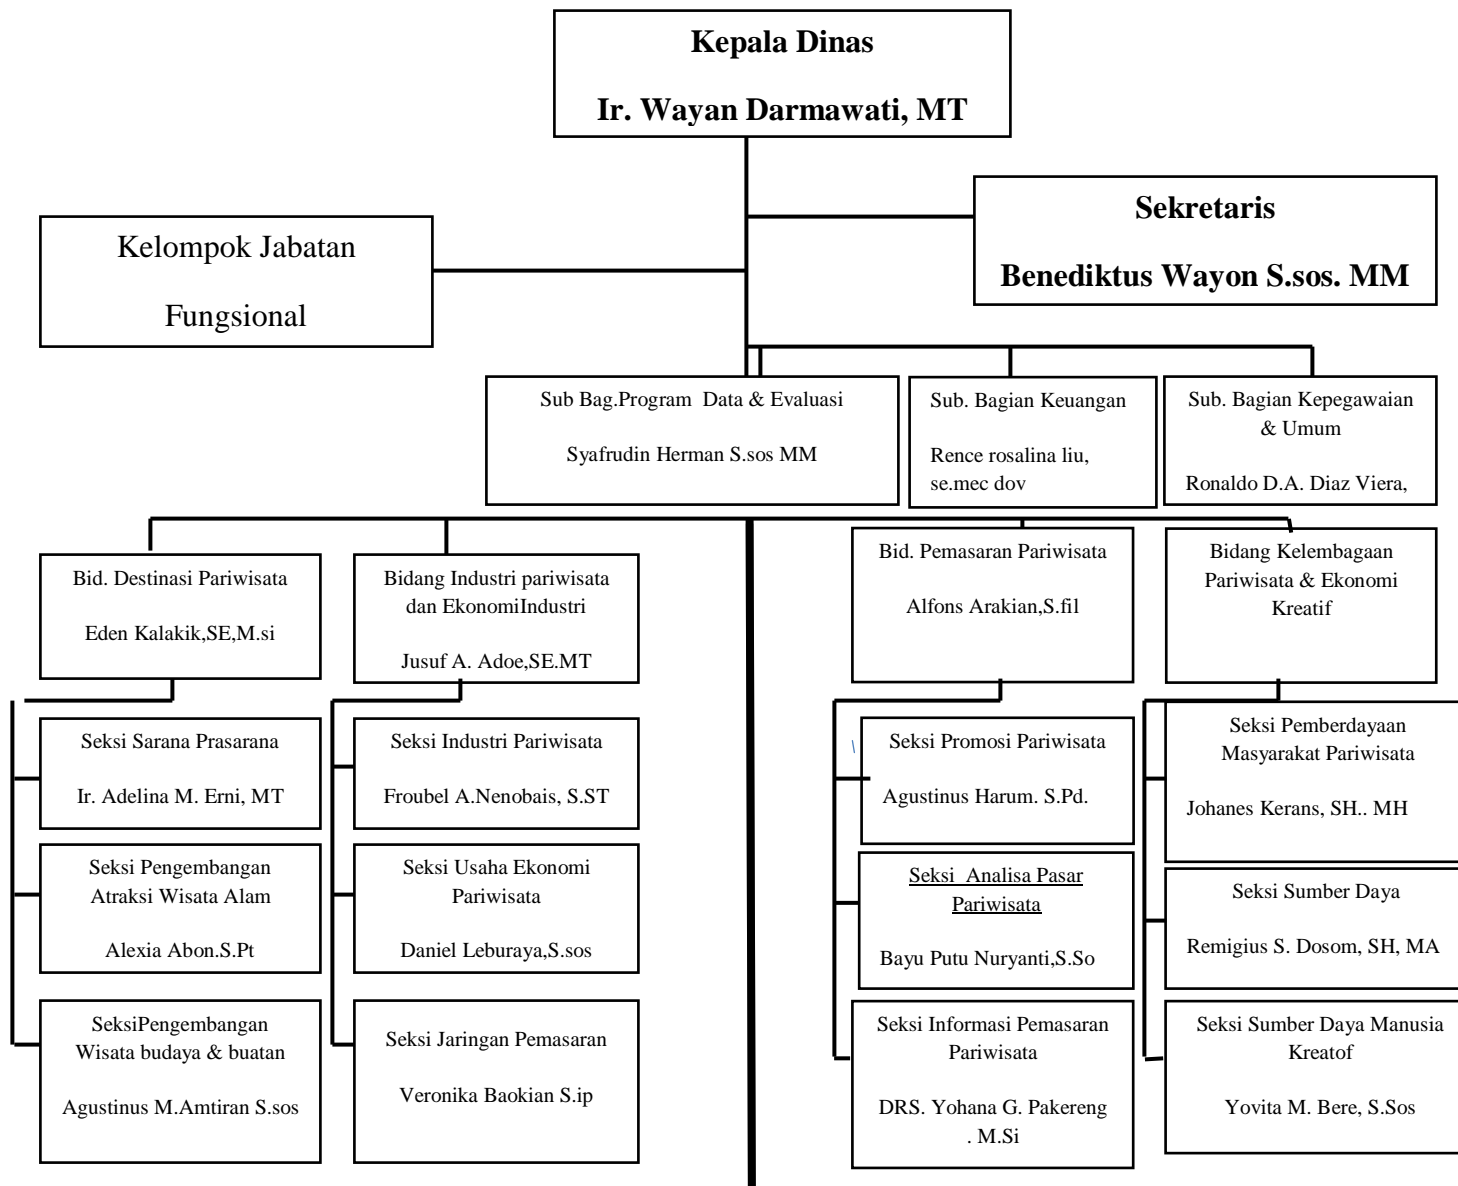 Kepala Dinas
Ir. Wayan Darmawati, MT
Sekretaris
Benediktus Wayon S.sos. MM
Kelompok Jabatan
Fungsional
Sub Bag.Program  Data & Evaluasi
Syafrudin Herman S.sos MM
Sub. Bagian Keuangan
Rence rosalina liu,
se.mec dov
Sub. Bagian Kepegawaian
& Umum
Ronaldo D.A. Diaz Viera,
Bid. Destinasi Pariwisata
Eden Kalakik,SE,M.si
Bidang Industri pariwisata
dan EkonomiIndustri
Jusuf A. Adoe,SE.MT
Bid. Pemasaran Pariwisata
Alfons Arakian,S.fil
Bidang Kelembagaan
Pariwisata & Ekonomi
Kreatif
Seksi Sarana Prasarana
Ir. Adelina M. Erni, MT
Seksi Pengembangan
Atraksi Wisata Alam
Alexia Abon.S.Pt
SeksiPengembangan
Wisata budaya & buatan
Agustinus M.Amtiran S.sos
Seksi Industri Pariwisata
Froubel A.Nenobais, S.ST
Seksi Usaha Ekonomi
Pariwisata
Daniel Leburaya,S.sos
Seksi Jaringan Pemasaran
Veronika Baokian S.ip
\
Seksi Promosi Pariwisata
Agustinus Harum. S.Pd.
Seksi  Analisa Pasar
Pariwisata
Bayu Putu Nuryanti,S.So
Seksi Informasi Pemasaran
Pariwisata
DRS. Yohana G. Pakereng
. M.Si
Seksi Pemberdayaan
Masyarakat Pariwisata
Johanes Kerans, SH.. MH
Seksi Sumber Daya
Remigius S. Dosom, SH, MA
Seksi Sumber Daya Manusia
Kreatof
Yovita M. Bere, S.Sos